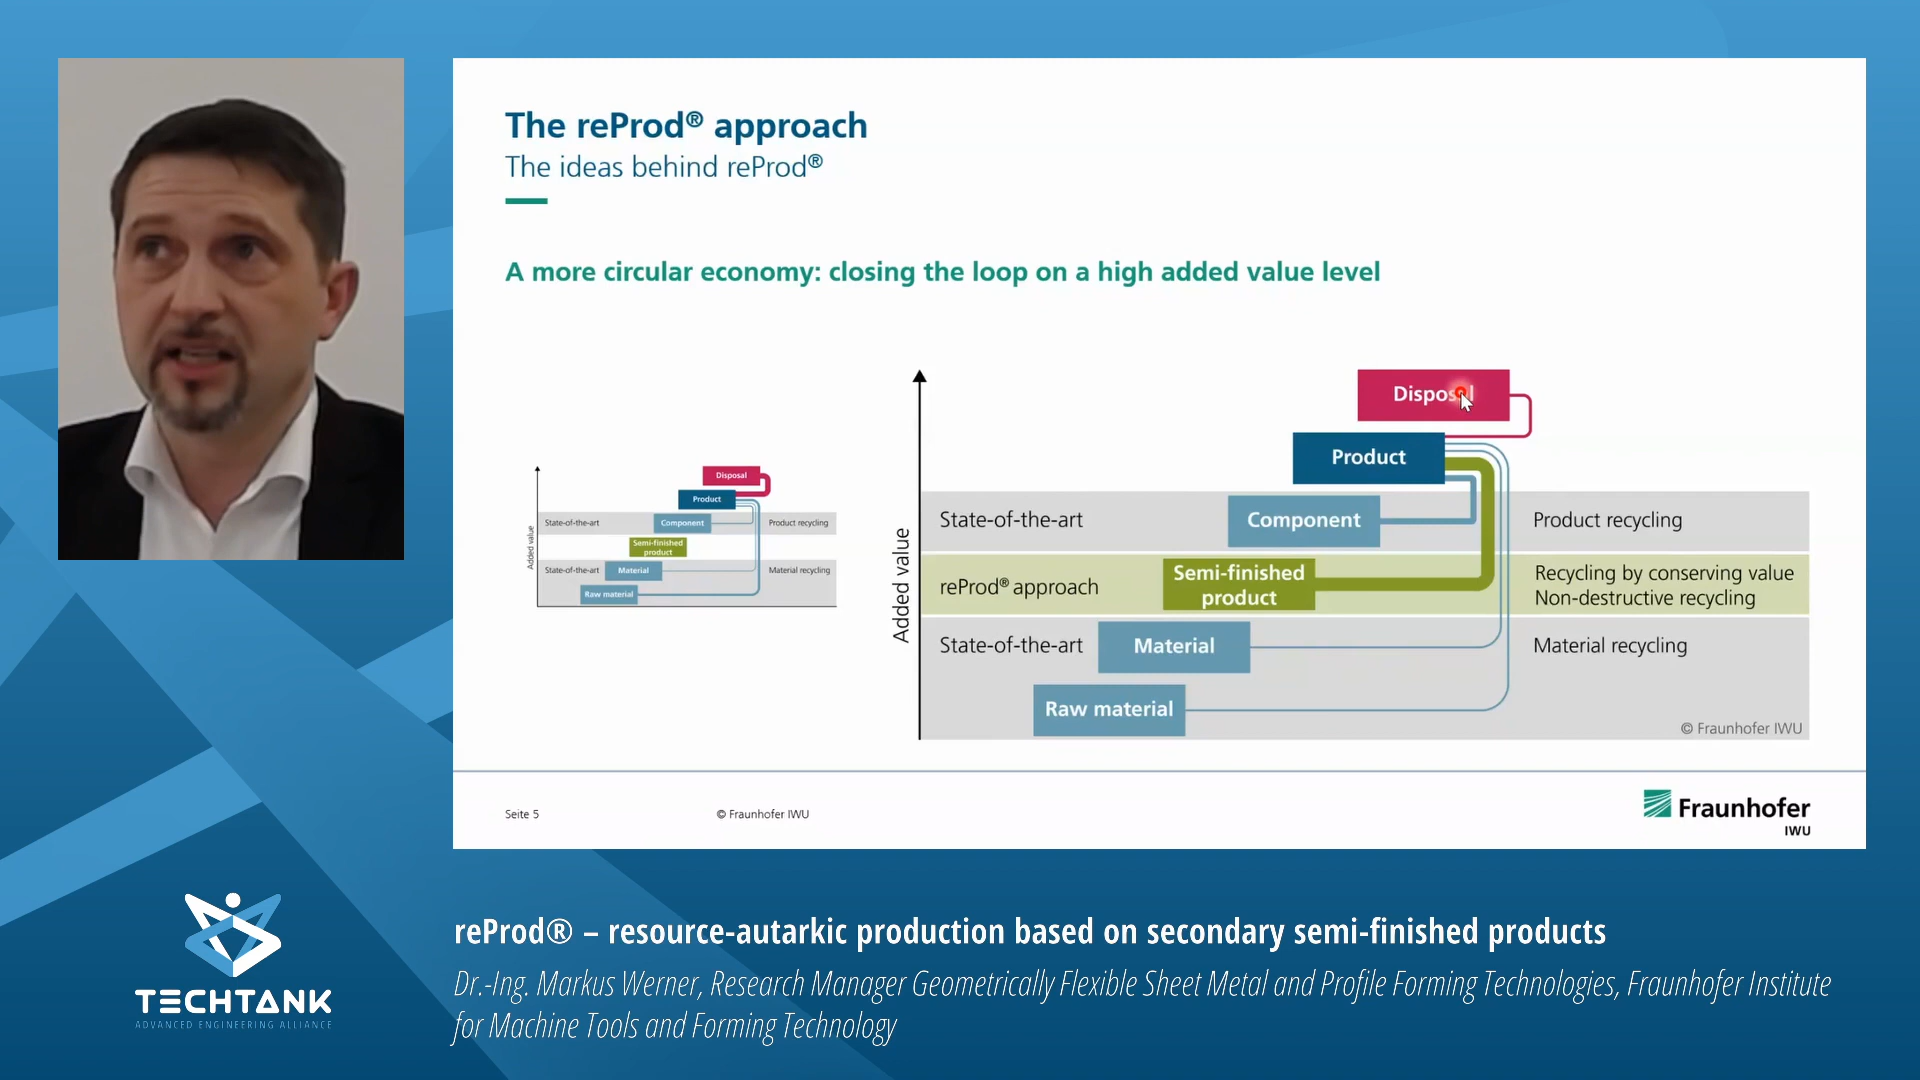 The reProd® approach
The ideas behind reProd®
A more circular economy: closing the loop on a high added value level
Added value
Disposal
Product
State-of-the-art
Component
Product recycling
Semi-finished
product
State-of-the-art
Material
Material recycling
Raw material
Added value
Disposal
Product
State-of-the-art
Component
Product recycling
reProd® approach
Semi-finished
product
Recycling by conserving value
Non-destructive recycling
State-of-the-art
Material
Material recycling
Raw material
© Fraunhofer IWU
Seite 5
© Fraunhofer IWU
Fraunhofer
IWU
TECHTANK
ADVANCED ENGINEERING ALLIANCE
reProd® – resource-autarkic production based on secondary semi-finished products
Dr.-Ing. Markus Werner, Research Manager Geometrically Flexible Sheet Metal and Profile Forming Technologies, Fraunhofer Institute
for Machine Tools and Forming Technology